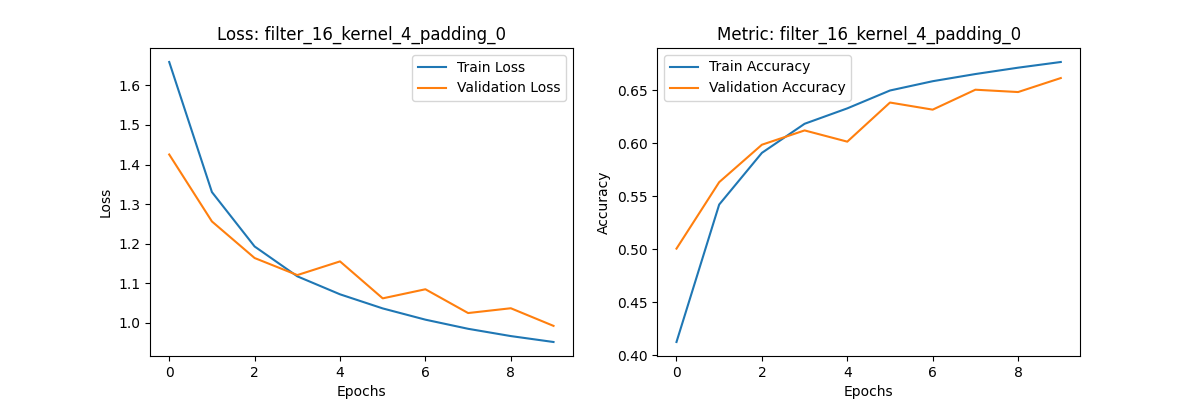 Loss: filter_16_kernel_4_padding_0
Train Loss
Validation Loss
1.6
1.5
1.4
1.3
1.2
1.1
1.0
Loss
0
2
4
6
8
Epochs
Metric: filter_16_kernel_4_padding_0
Train Accuracy
Validation Accuracy
0.65
0.60
0.55
0.50
0.45
0.40
Accuracy
0
2
4
6
8
Epochs